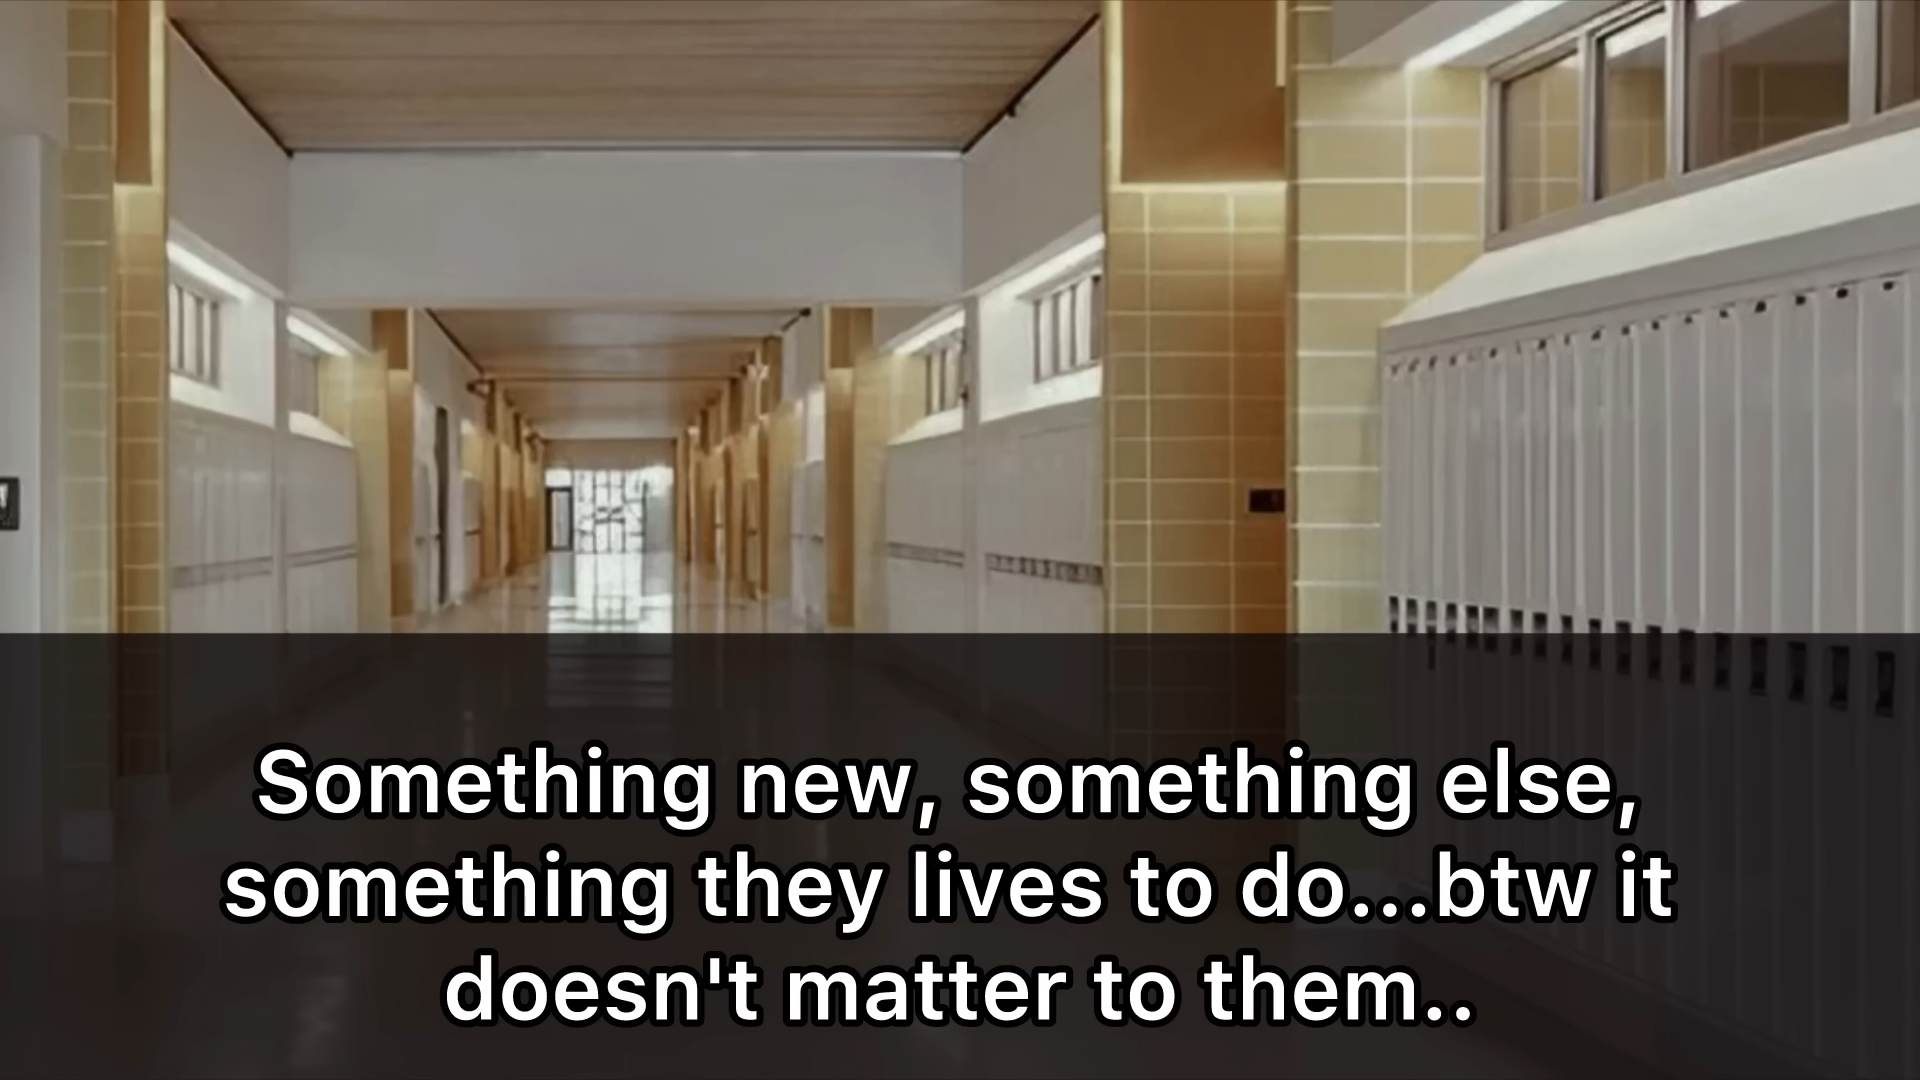 Something new, something else,
something they lives to do...btw it
doesn't matter to them..